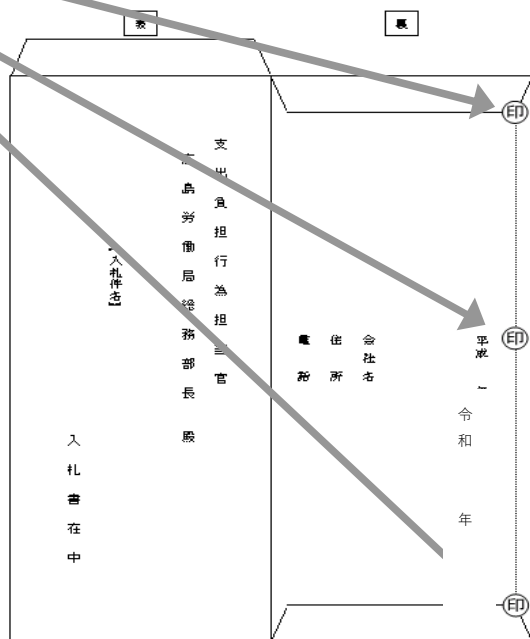 表
裏
支出負担行為担当官
広島労働局総務部長 殿
【入札件名】
入札書在中
印
印
平成 年
令和 年
会社名
住所
電話
印